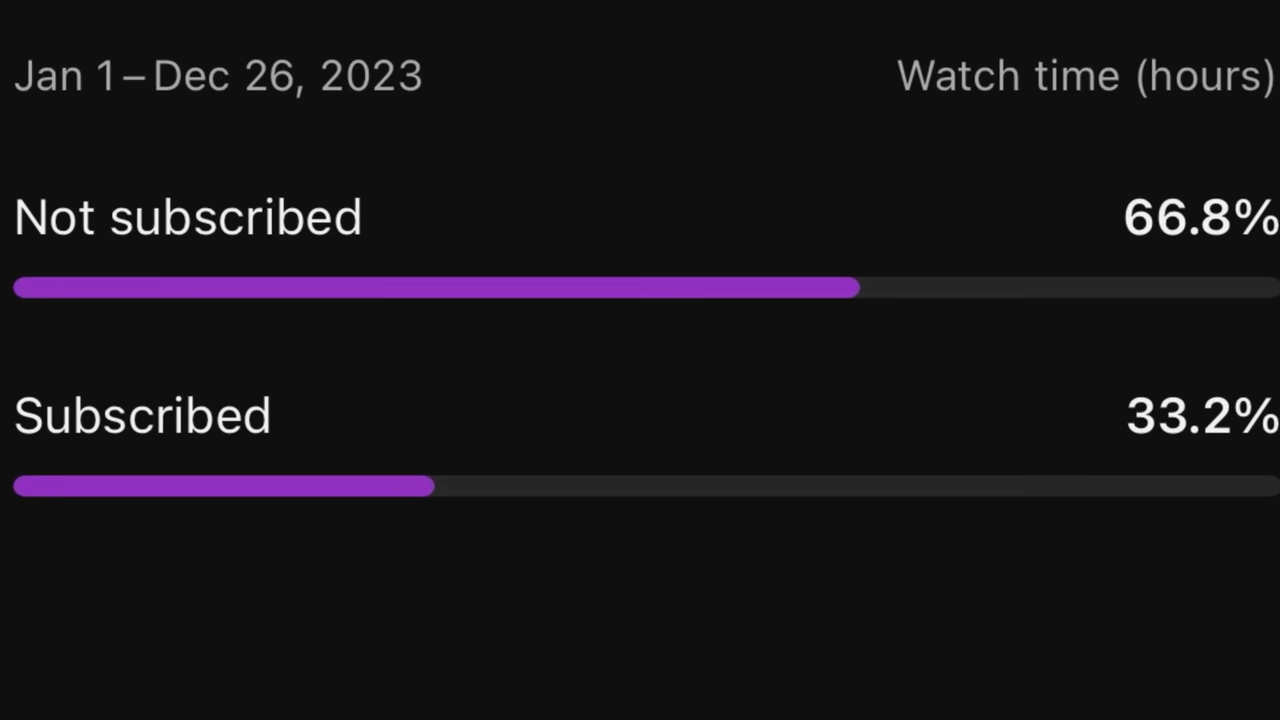 Jan 1–Dec 26, 2023 Watch time (hours)
Not subscribed 66.8%
Subscribed 33.2%